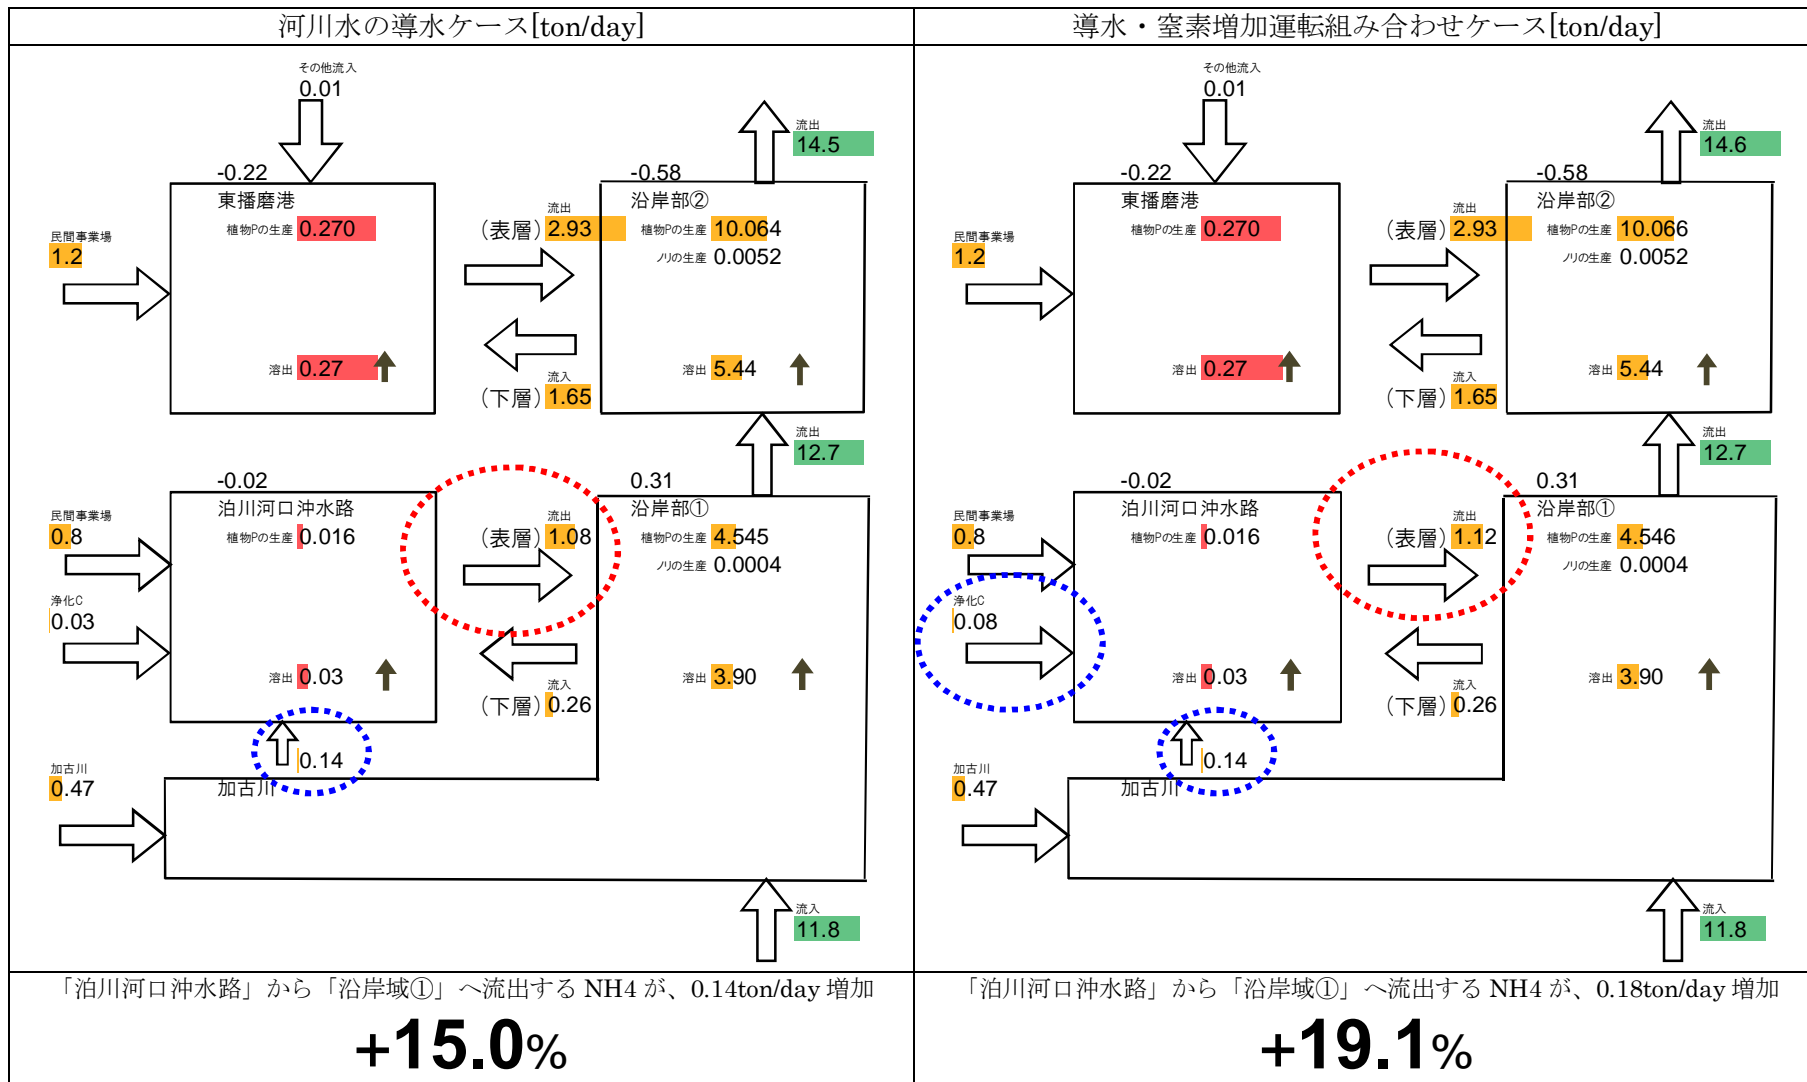 河川水の導水ケース[ton/day]
その他流入
0.01
流出
14.5
-0.22
-0.58
東播磨港
沿岸部②
民間事業場
1.2
植物Pの生産 0.270
流出
(表層) 2.93
植物Pの生産 10.064
ノリの生産 0.0052
溶出 0.27
溶出 5.44
流入
(下層) 1.65
流出
12.7
-0.02
0.31
泊川河口沖水路
沿岸部①
民間事業場
0.8
植物Pの生産 0.016
流出
(表層) 1.08
植物Pの生産 4.545
ノリの生産 0.0004
浄化C
0.03
溶出 0.03
溶出 3.90
流入
(下層) 0.26
0.14
加古川
0.47
加古川
流入
11.8
「泊川河口沖水路」から「沿岸域①」へ流出する NH4 が、0.14ton/day 増加
+15.0%
導水・窒素増加運転組み合わせケース[ton/day]
その他流入
0.01
流出
14.6
-0.22
-0.58
東播磨港
沿岸部②
民間事業場
1.2
植物Pの生産 0.270
流出
(表層) 2.93
植物Pの生産 10.066
ノリの生産 0.0052
溶出 0.27
溶出 5.44
流入
(下層) 1.65
流出
12.7
-0.02
0.31
泊川河口沖水路
沿岸部①
民間事業場
0.8
植物Pの生産 0.016
流出
(表層) 1.12
植物Pの生産 4.546
ノリの生産 0.0004
浄化C
0.08
溶出 0.03
溶出 3.90
流入
(下層) 0.26
0.14
加古川
0.47
加古川
流入
11.8
「泊川河口沖水路」から「沿岸域①」へ流出する NH4 が、0.18ton/day 増加
+19.1%